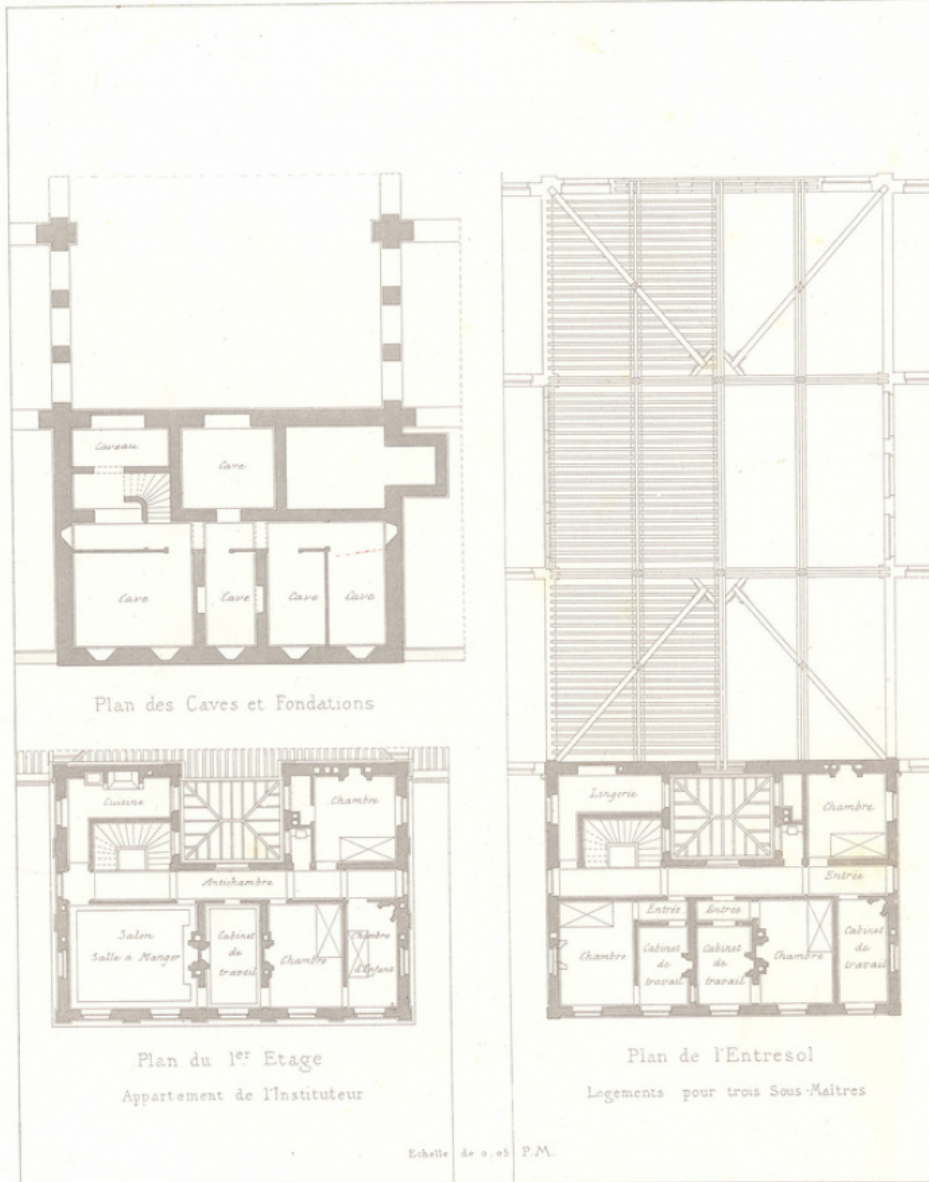 Caveau
Cave
Cave
Cave
Cave
Cave
Plan des Caves et Fondations
Cuisine
Chambre
Antichambre
Salon
Salle à Manger
Cabinet
de
travail
Chambre
Chambre
d'Enfant
Plan du 1er Etage
Appartement de l'Instituteur
Lingerie
Chambre
Entrée
Entrée
Entrée
Chambre
Cabinet
de
travail
Cabinet
de
travail
Chambre
Cabinet
de
travail
Plan de l'Entresol
Logements pour trois Sous-Maîtres
Echelle de 0,05 P.M.